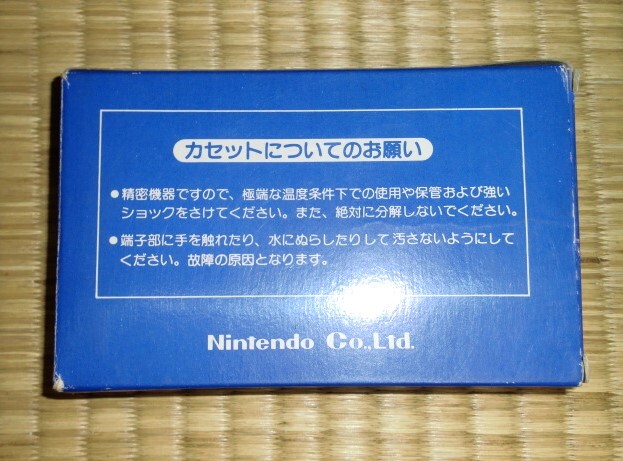 カセットについてのお願い
●精密機器ですので、極端な温度条件下での使用や保管および強い
ショックをさけてください。また、絶対に分解しないでください。
●端子部に手を触れたり、水にぬらしたりして汚さないようにして
ください。故障の原因となります。
Nintendo Co.,Ltd.